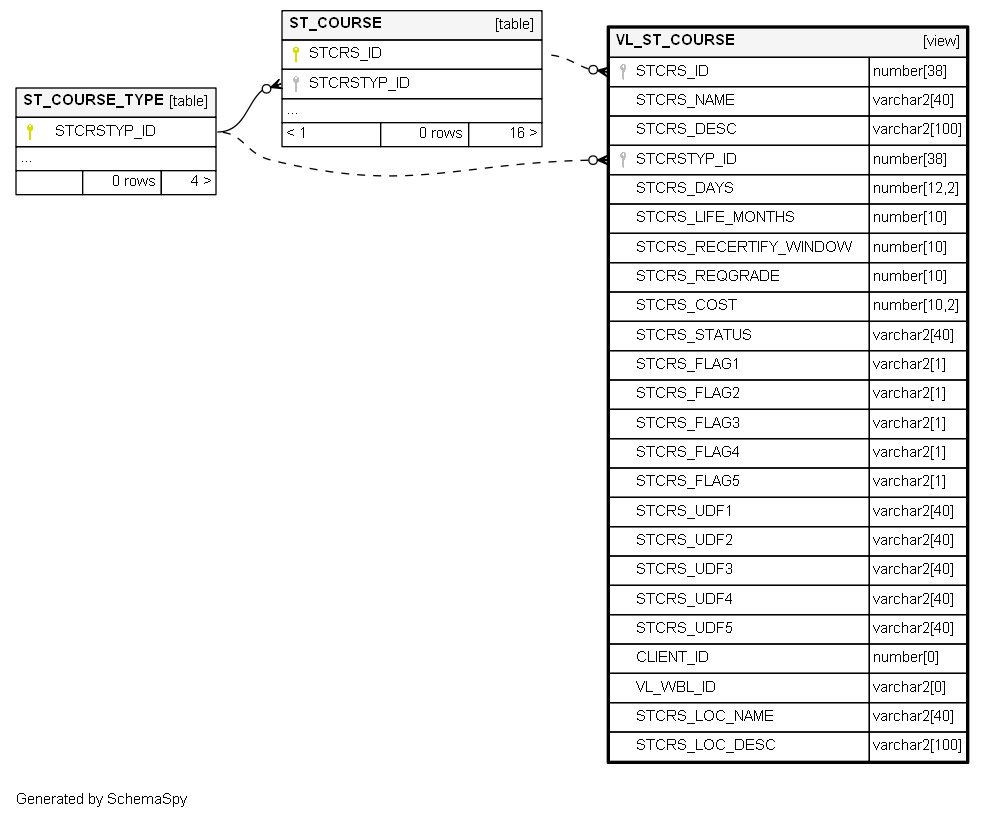 ST_COURSE [table]
STCRS_ID
STCRSTYP_ID
...
< 1 0 rows 16 >
ST_COURSE_TYPE [table]
STCRSTYP_ID
...
0 rows 4 >
VL_ST_COURSE [view]
STCRS_ID number[38]
STCRS_NAME varchar2[40]
STCRS_DESC varchar2[100]
STCRSTYP_ID number[38]
STCRS_DAYS number[12,2]
STCRS_LIFE_MONTHS number[10]
STCRS_RECERTIFY_WINDOW number[10]
STCRS_REQGRADE number[10]
STCRS_COST number[10,2]
STCRS_STATUS varchar2[40]
STCRS_FLAG1 varchar2[1]
STCRS_FLAG2 varchar2[1]
STCRS_FLAG3 varchar2[1]
STCRS_FLAG4 varchar2[1]
STCRS_FLAG5 varchar2[1]
STCRS_UDF1 varchar2[40]
STCRS_UDF2 varchar2[40]
STCRS_UDF3 varchar2[40]
STCRS_UDF4 varchar2[40]
STCRS_UDF5 varchar2[40]
CLIENT_ID number[0]
VL_WBL_ID varchar2[0]
STCRS_LOC_NAME varchar2[40]
STCRS_LOC_DESC varchar2[100]
Generated by SchemaSpy